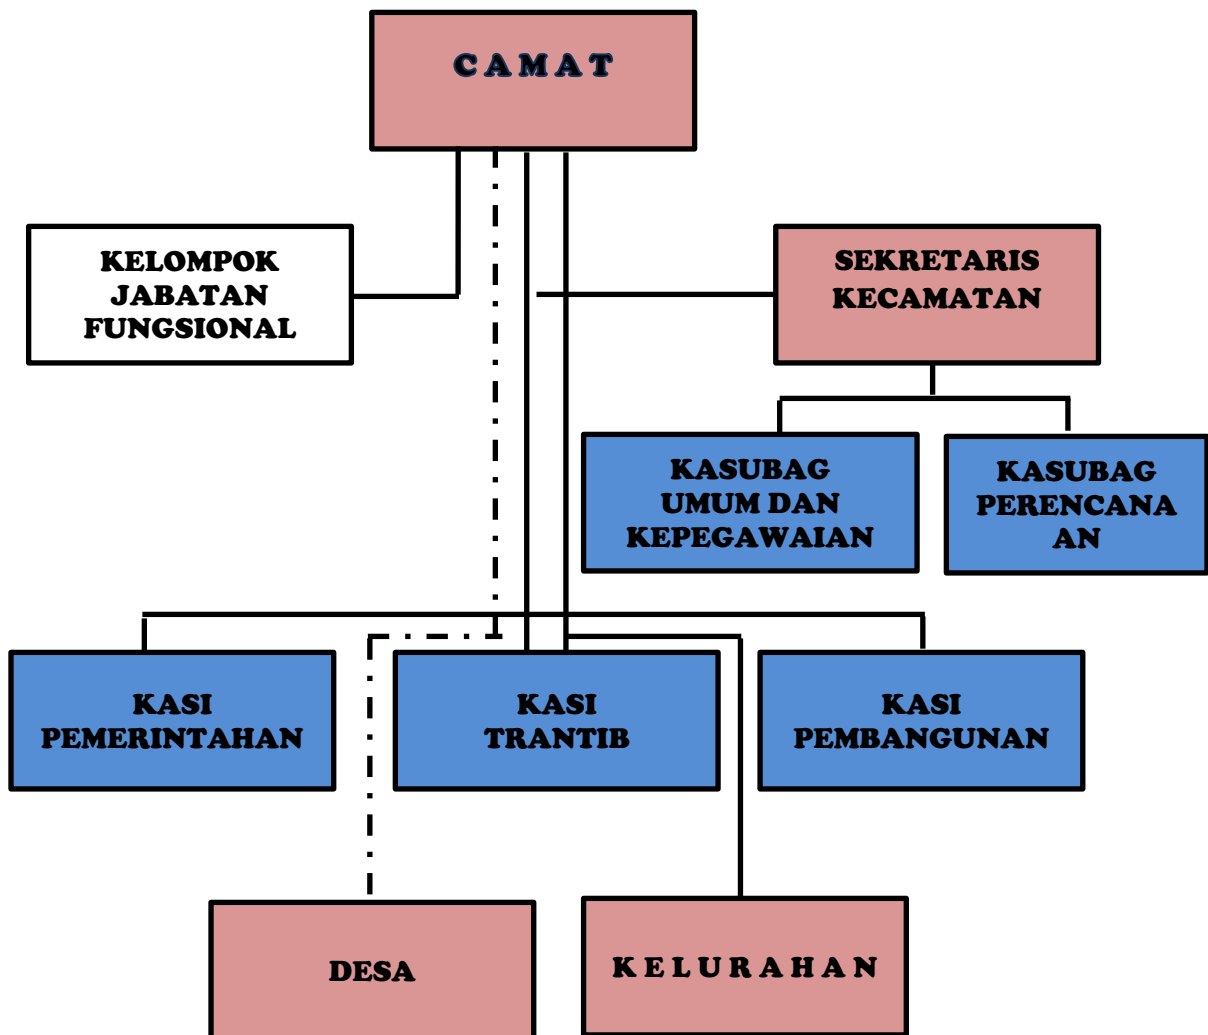 C A M A T
KELOMPOK
JABATAN
FUNGSIONAL
SEKRETARIS
KECAMATAN
KASUBAG
UMUM DAN
KEPEGAWAIAN
KASUBAG
PERENCANA
AN
KASI
PEMERINTAHAN
KASI
TRANTIB
KASI
PEMBANGUNAN
DESA
K E L U R A H A N